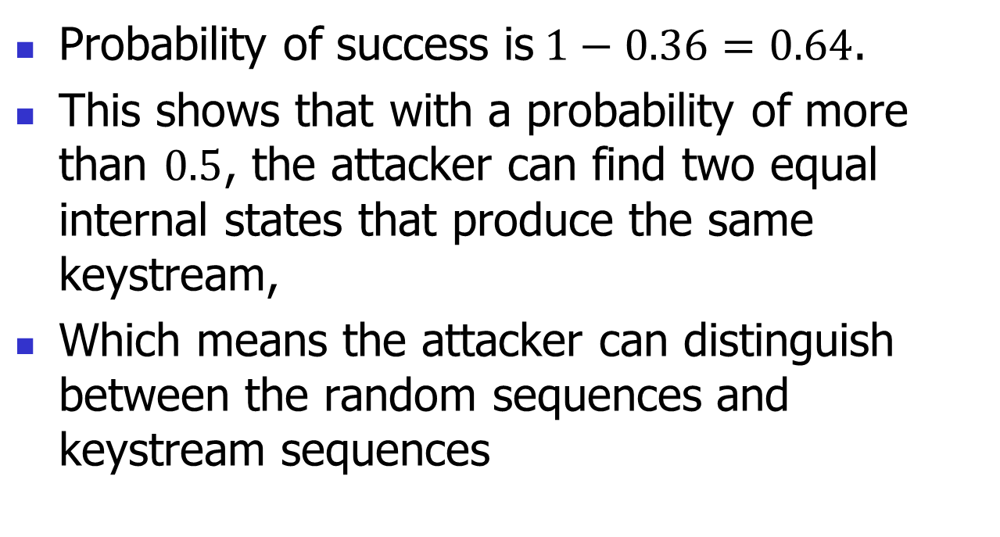 Probability of success is 1 − 0.36 = 0.64.
This shows that with a probability of more
than 0.5, the attacker can find two equal
internal states that produce the same
keystream,
Which means the attacker can distinguish
between the random sequences and
keystream sequences